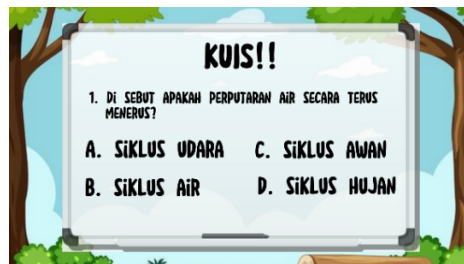 KUIS!!
1. Di SEBUT APAKAH PERPUTARAN AiR SECARA TERUS
MENERUS?
A. SiKLUS UDARA C. SiKLUS AWAN
B. SiKLUS AiR D. SiKLUS HUJAN